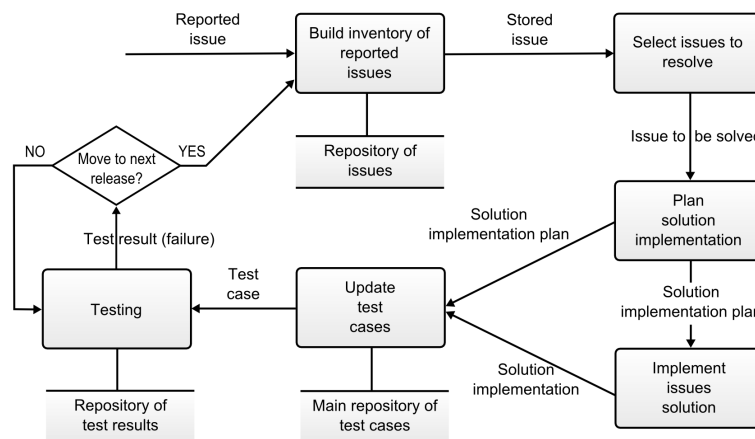 Reported
issue
Build inventory of
reported
issues
Stored
issue
Select issues to
resolve
NO
Move to next
release?
YES
Repository of
issues
Issue to be solved
Plan
solution
implementation
Solution
implementation plan
Test result (failure)
Testing
Test
case
Update
test
cases
Solution
implementation plan
Solution
implementation
Implement
issues
solution
Repository of
test results
Main repository of
test cases